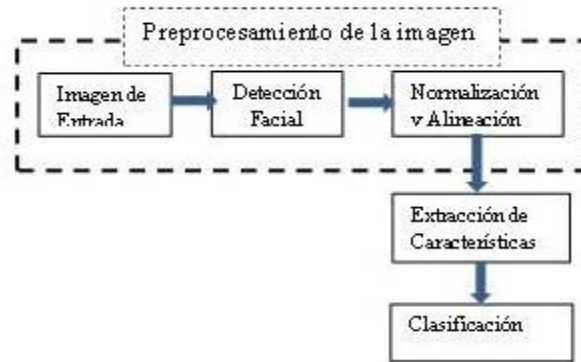 Preprocesamiento de la imagen
Imagen de
Entrada
Detección
Facial
Normalización
y Alineación
Extracción de
Características
Clasificación